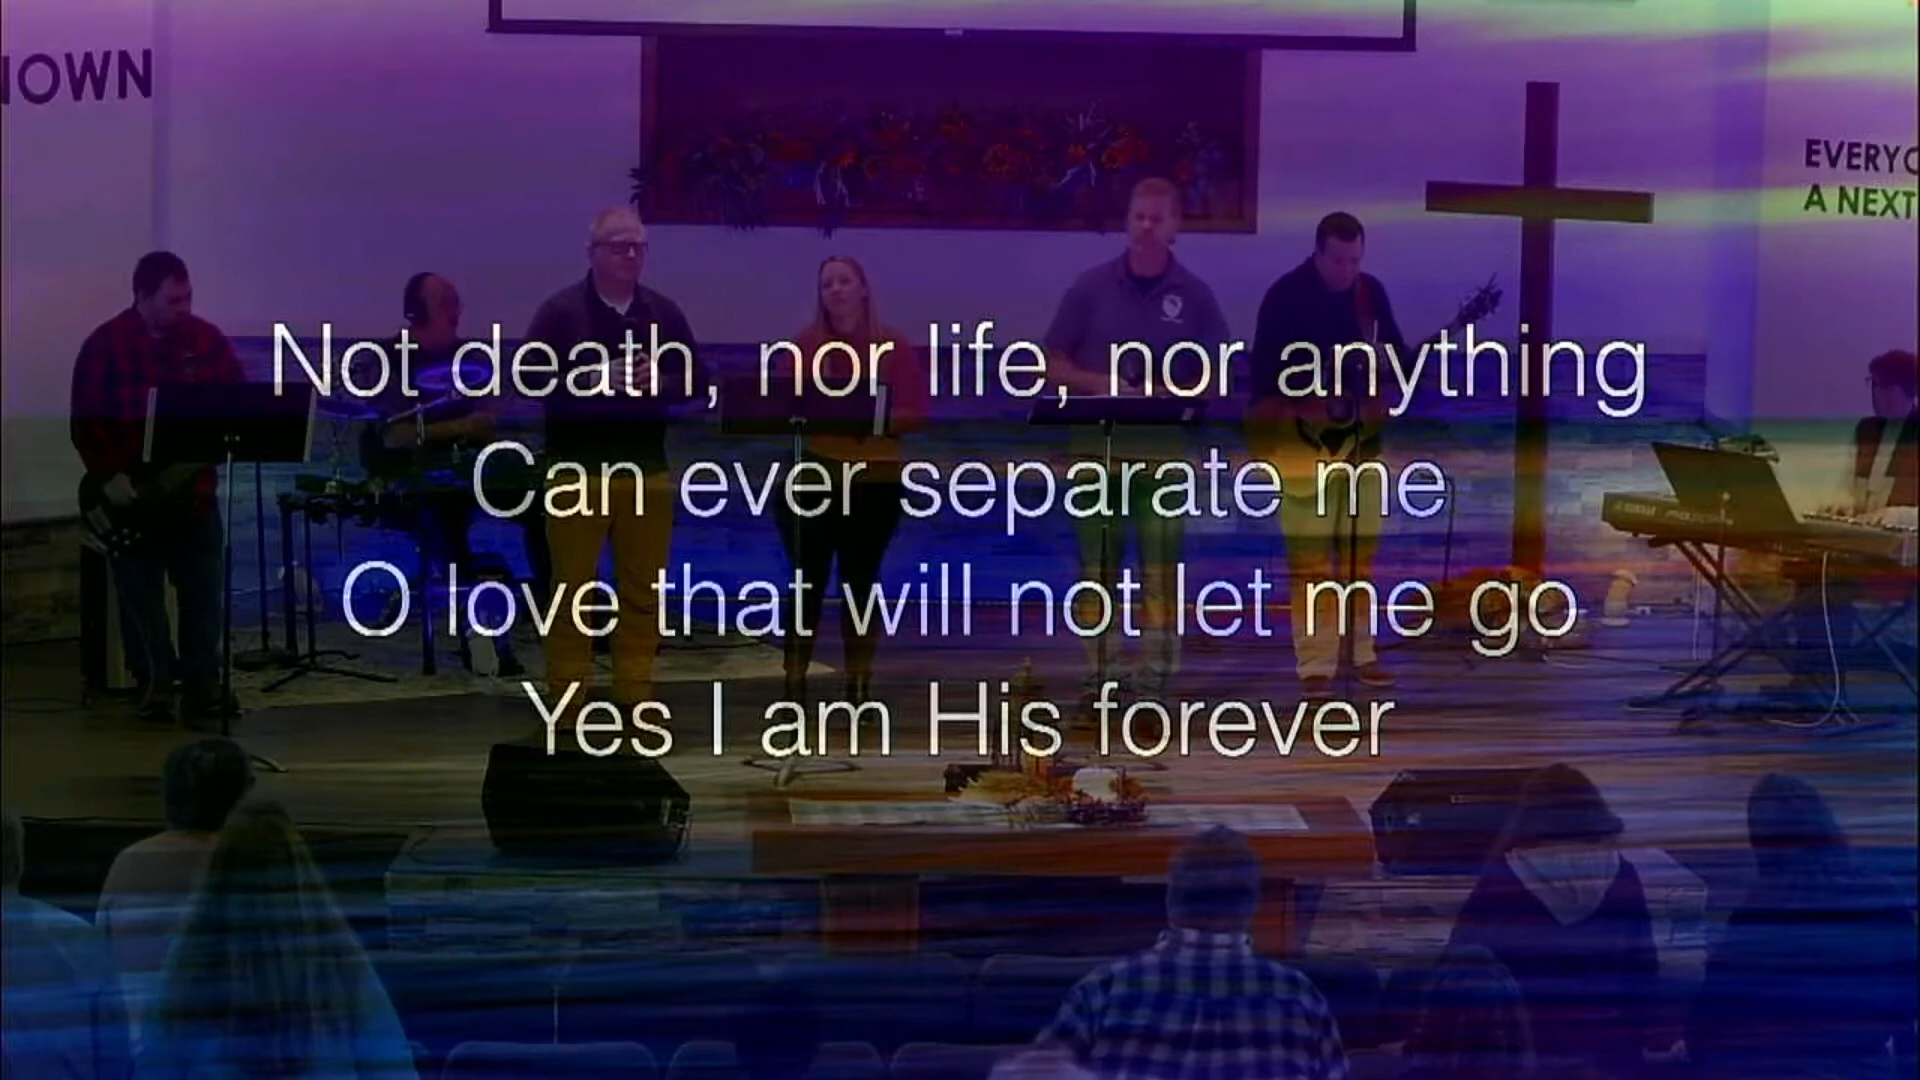 EVERYO
A NEXT
Not death, nor life, nor anything
Can ever separate me
O love that will not let me go
Yes I am His forever
YAMAHA